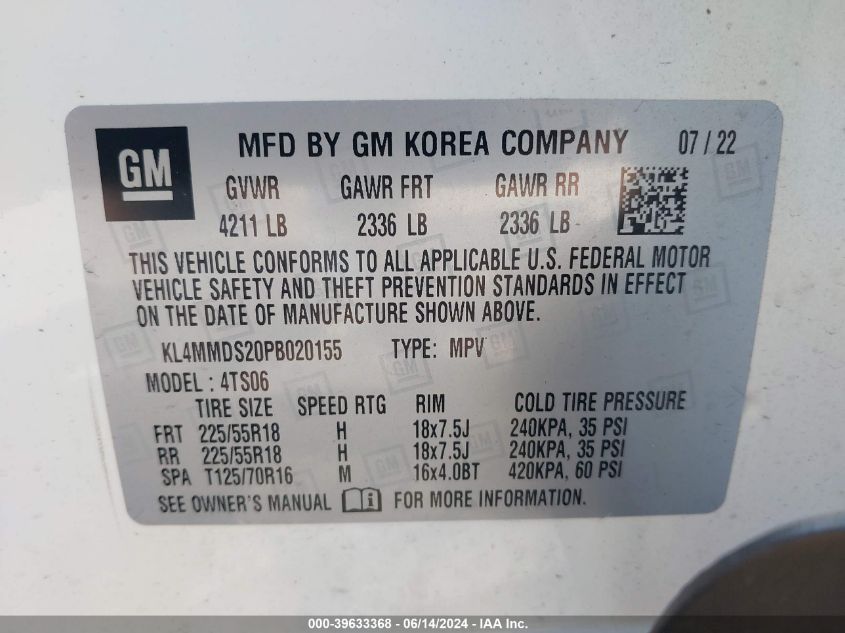 GM
MFD BY GM KOREA COMPANY 07/22
GVWR GAWR FRT GAWR RR
4211 LB 2336 LB 2336 LB
THIS VEHICLE CONFORMS TO ALL APPLICABLE U.S. FEDERAL MOTOR
VEHICLE SAFETY AND THEFT PREVENTION STANDARDS IN EFFECT
ON THE DATE OF MANUFACTURE SHOWN ABOVE.
KL4MMDS20PB020155 TYPE: MPV
MODEL : 4TS06
TIRE SIZE SPEED RTG RIM COLD TIRE PRESSURE
FRT 225/55R18 H 18x7.5J 240KPA, 35 PSI
RR 225/55R18 H 18x7.5J 240KPA, 35 PSI
SPA T125/70R16 M 16x4.0BT 420KPA, 60 PSI
SEE OWNER'S MANUAL FOR MORE INFORMATION.
000-39633368 - 06/14/2024 - IAA Inc.